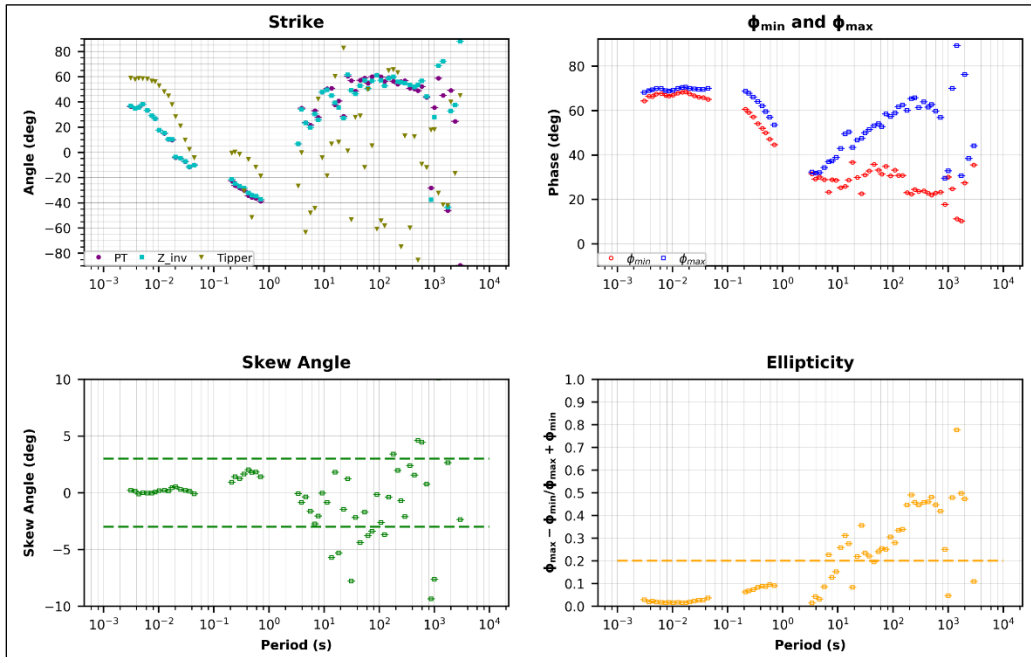 Strike
Angle (deg)
80
60
40
20
0
−20
−40
−60
−80
PT
Z_inv
Tipper
10⁻³ 10⁻² 10⁻¹ 10⁰ 10¹ 10² 10³ 10⁴
ϕmin and ϕmax
Phase (deg)
80
60
40
20
0
ϕmin
ϕmax
10⁻³ 10⁻² 10⁻¹ 10⁰ 10¹ 10² 10³ 10⁴
Skew Angle
Skew Angle (deg)
10
5
0
−5
−10
10⁻³ 10⁻² 10⁻¹ 10⁰ 10¹ 10² 10³ 10⁴
Period (s)
Ellipticity
ϕmax − ϕmin/ϕmax + ϕmin
1.0
0.9
0.8
0.7
0.6
0.5
0.4
0.3
0.2
0.1
0.0
10⁻³ 10⁻² 10⁻¹ 10⁰ 10¹ 10² 10³ 10⁴
Period (s)